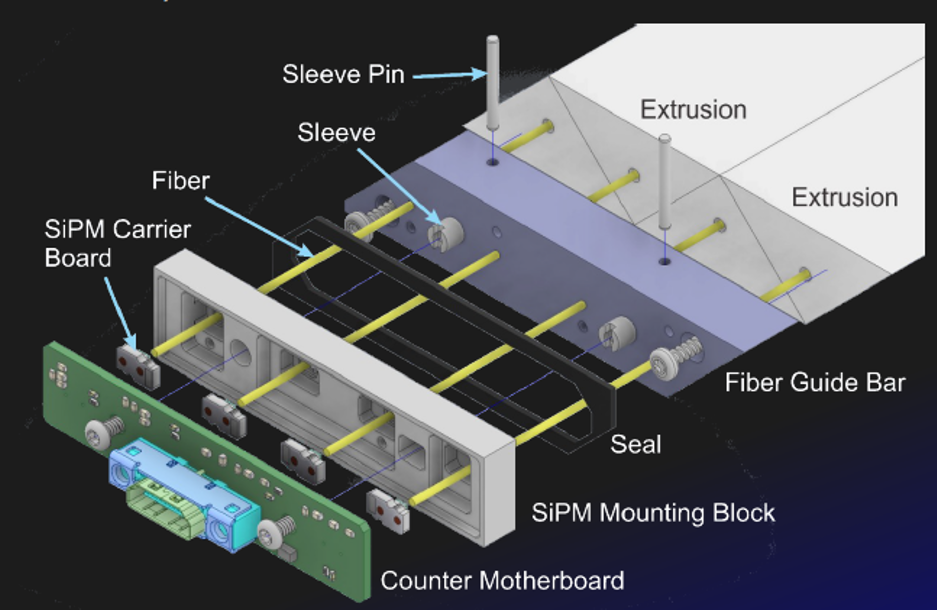 Sleeve Pin
Extrusion
Sleeve
Fiber
Extrusion
SiPM Carrier
Board
Fiber Guide Bar
Seal
SiPM Mounting Block
Counter Motherboard